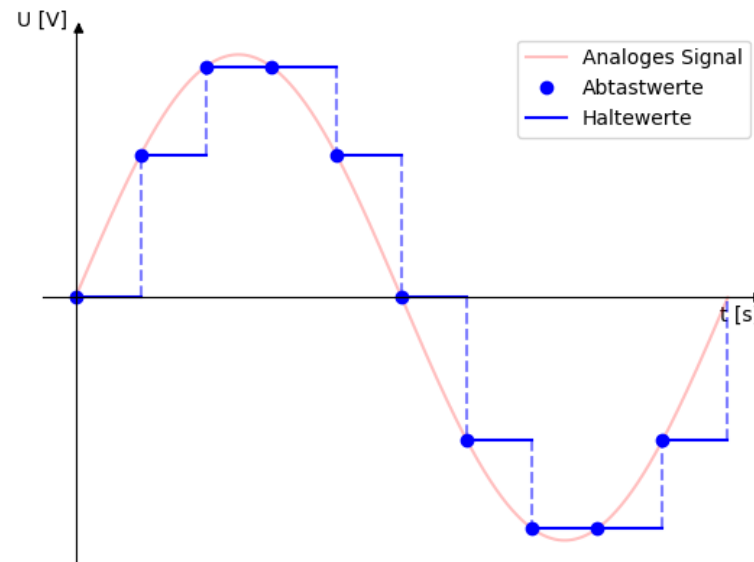 U [V]
Analoges Signal
Abtastwerte
Haltewerte
t [s